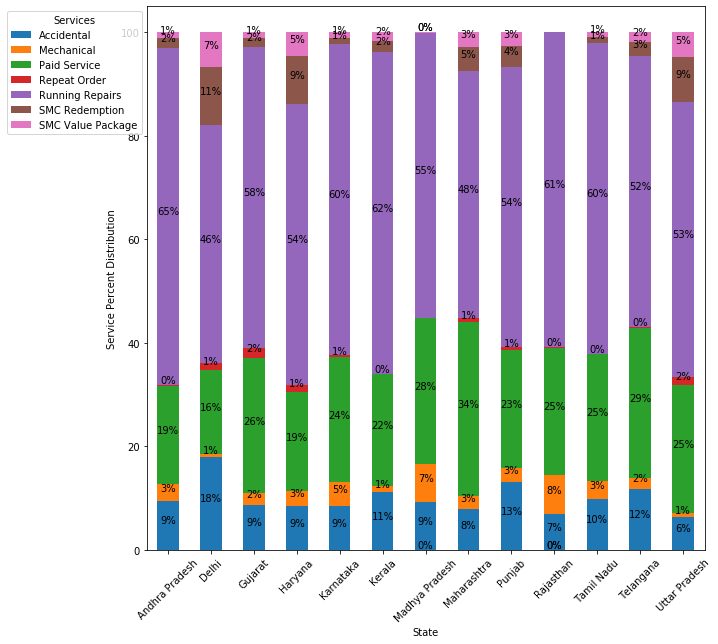 Services
Accidental
Mechanical
Paid Service
Repeat Order
Running Repairs
SMC Redemption
SMC Value Package
Service Percent Distribution
100
80
60
40
20
0
1% 7% 1% 5% 1% 2% 0% 3% 3% 1% 2% 5%
2% 11% 2% 9% 1% 2% 5% 4% 1% 3% 9%
65% 46% 58% 54% 60% 62% 55% 48% 54% 61% 60% 52% 53%
0% 1% 2% 1% 1% 0% 1% 1% 0% 0% 0% 2%
19% 16% 26% 19% 24% 22% 28% 34% 23% 25% 25% 29% 25%
3% 1% 2% 3% 5% 1% 7% 3% 3% 8% 3% 2% 1%
9% 18% 9% 9% 9% 11% 9% 8% 13% 7% 10% 12% 6%
0% 0%
Andhra Pradesh
Delhi
Gujarat
Haryana
Karnataka
Kerala
Madhya Pradesh
Maharashtra
Punjab
Rajasthan
Tamil Nadu
Telangana
Uttar Pradesh
State